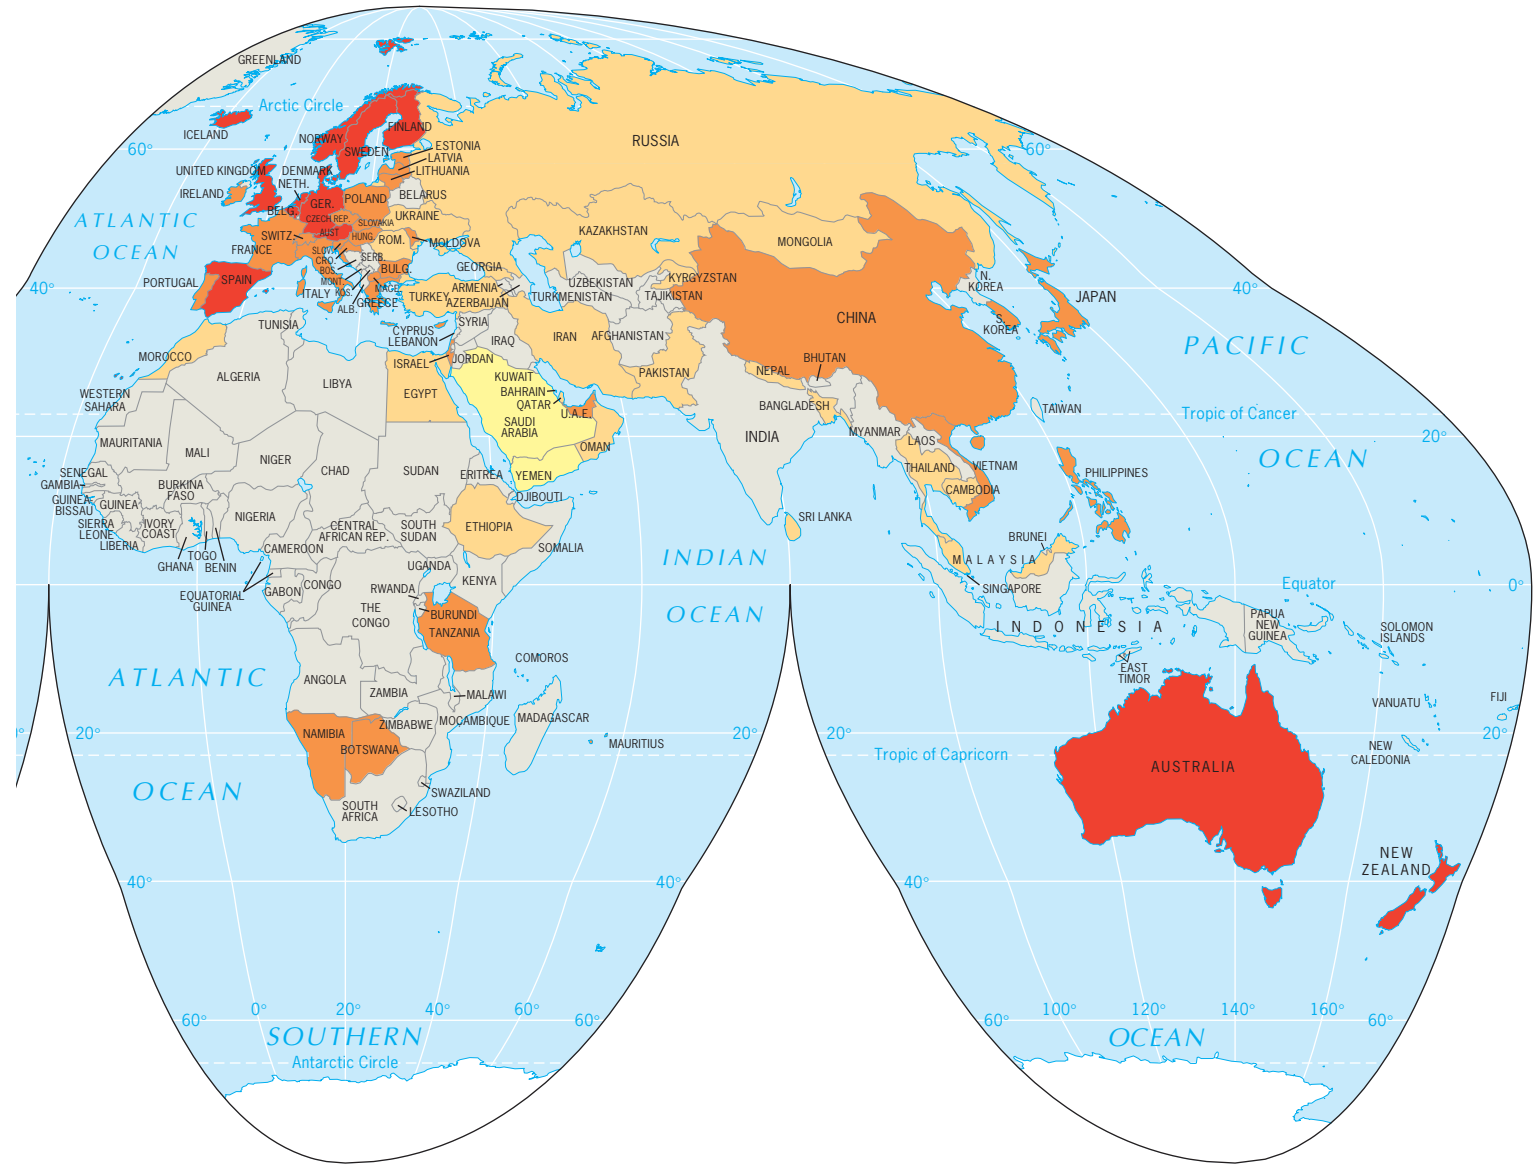 GREENLAND
Arctic Circle
ICELAND
NORWAY
FINLAND
SWEDEN
RUSSIA
60°
60°
ESTONIA
LATVIA
LITHUANIA
UNITED KINGDOM
DENMARK
NETH.
IRELAND
BELG.
GER.
POLAND
BELARUS
ATLANTIC
OCEAN
CZECH REP.
SLOVAKIA
UKRAINE
SWITZ.
AUST
HUNG.
ROM.
MOLDOVA
FRANCE
SLOV.
CRO.
BOS.
SERB.
BULG.
MONT.
KOS.
MACE.
KAZAKHSTAN
MONGOLIA
GEORGIA
PORTUGAL
SPAIN
ITALY
ALB.
GREECE
TURKEY
ARMENIA
AZERBAIJAN
UZBEKISTAN
TURKMENISTAN
KYRGYZSTAN
TAJIKISTAN
N.
KOREA
S.
KOREA
JAPAN
40°
40°
CHINA
TUNISIA
CYPRUS
LEBANON
SYRIA
IRAQ
IRAN
AFGHANISTAN
PACIFIC
MOROCCO
ISRAEL
JORDAN
BHUTAN
ALGERIA
LIBYA
EGYPT
KUWAIT
BAHRAIN
QATAR
U.A.E.
PAKISTAN
NEPAL
WESTERN
SAHARA
BANGLADESH
TAIWAN
Tropic of Cancer
SAUDI
ARABIA
OMAN
INDIA
MYANMAR
LAOS
20°
OCEAN
MAURITANIA
MALI
NIGER
CHAD
SUDAN
ERITREA
YEMEN
THAILAND
VIETNAM
PHILIPPINES
SENEGAL
GAMBIA
GUINEA
BISSAU
GUINEA
BURKINA
FASO
DJIBOUTI
CAMBODIA
SIERRA
LEONE
IVORY
COAST
LIBERIA
NIGERIA
CENTRAL
AFRICAN REP.
SOUTH
SUDAN
ETHIOPIA
SRI LANKA
GHANA
TOGO
BENIN
CAMEROON
SOMALIA
INDIAN
OCEAN
BRUNEI
MALAYSIA
SINGAPORE
EQUATORIAL
GUINEA
GABON
CONGO
UGANDA
RWANDA
KENYA
Equator
0°
THE
CONGO
BURUNDI
TANZANIA
INDONESIA
PAPUA
NEW
GUINEA
SOLOMON
ISLANDS
ATLANTIC
OCEAN
COMOROS
EAST
TIMOR
ANGOLA
ZAMBIA
MALAWI
MOCAMBIQUE
MADAGASCAR
VANUATU
FIJI
NAMIBIA
ZIMBABWE
BOTSWANA
MAURITIUS
20°
20°
20°
20°
Tropic of Capricorn
NEW
CALEDONIA
AUSTRALIA
SOUTH
AFRICA
SWAZILAND
LESOTHO
NEW
ZEALAND
40°
40°
40°
0°
20°
40°
60°
60°
60°
60°
100°
120°
140°
160°
60°
SOUTHERN
OCEAN
Antarctic Circle